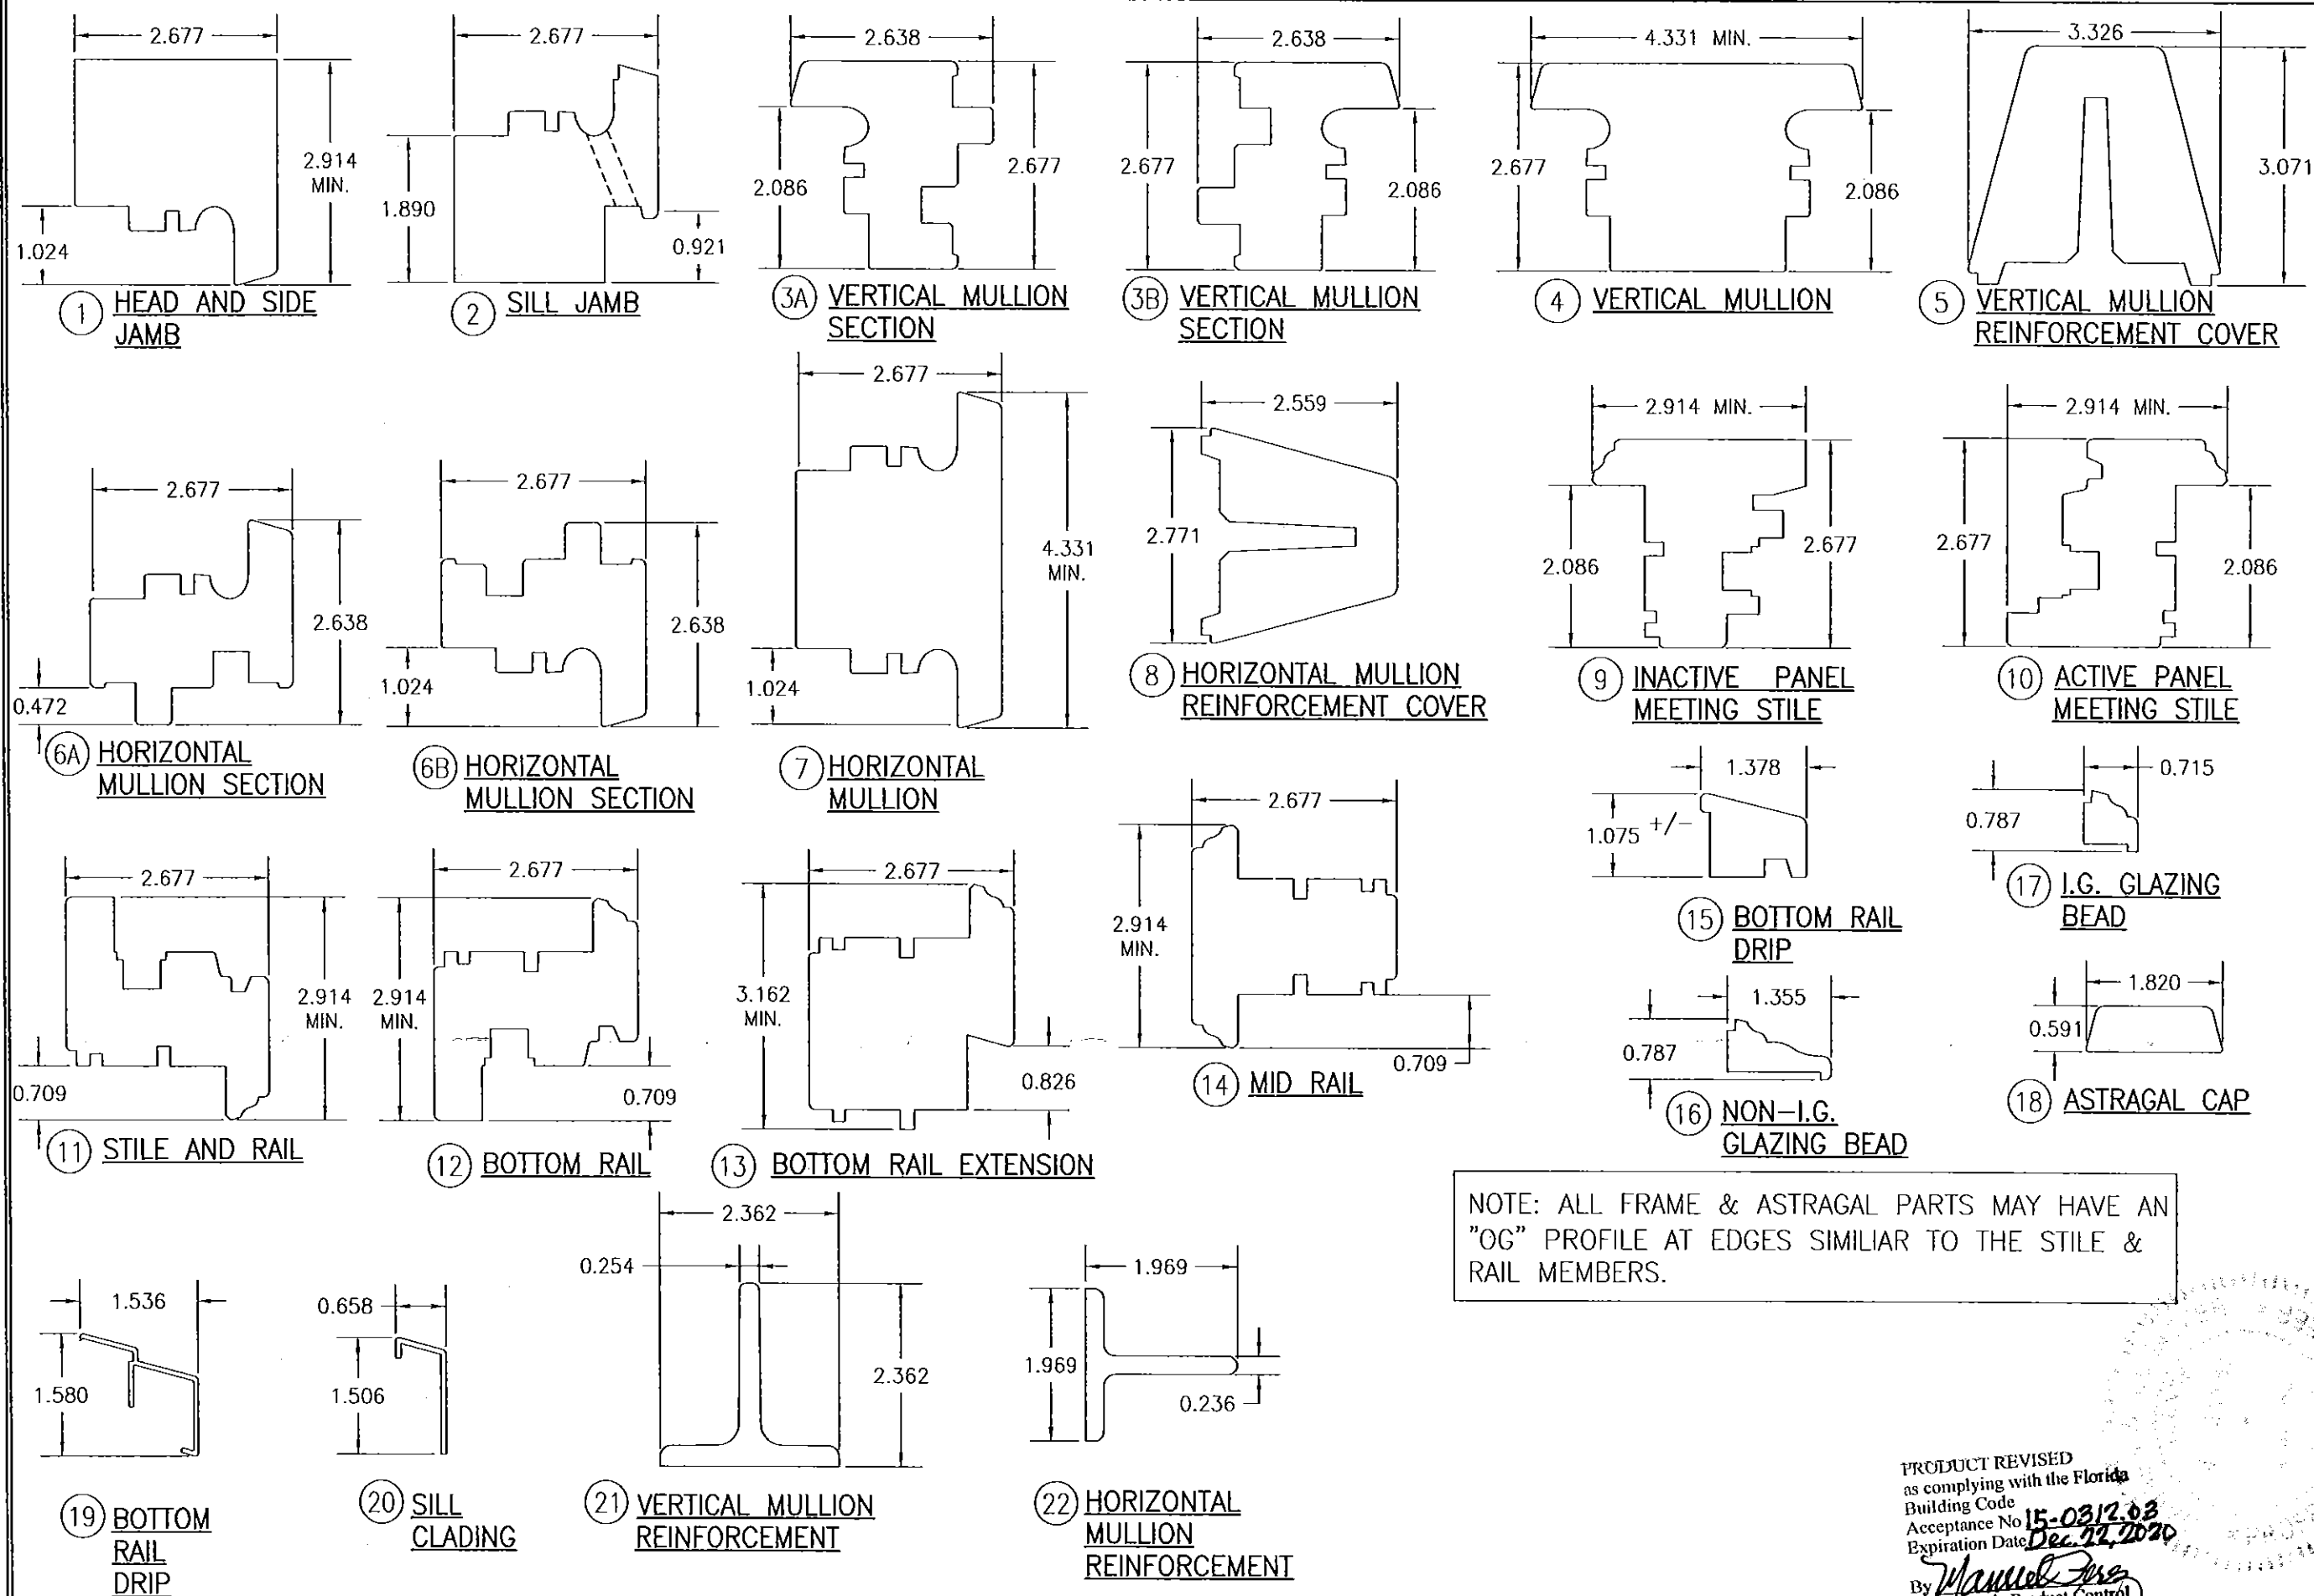 2.677
2.914
MIN.
1.024
1 HEAD AND SIDE
JAMB
2.677
1.890
0.921
2 SILL JAMB
2.638
2.086
2.677
3A VERTICAL MULLION
SECTION
2.638
2.677
2.086
3B VERTICAL MULLION
SECTION
4.331 MIN.
2.677
2.086
4 VERTICAL MULLION
3.326
3.071
5 VERTICAL MULLION
REINFORCEMENT COVER
2.677
2.638
0.472
6A HORIZONTAL
MULLION SECTION
2.677
2.638
1.024
6B HORIZONTAL
MULLION SECTION
2.677
4.331
MIN.
1.024
7 HORIZONTAL
MULLION
2.559
2.771
8 HORIZONTAL MULLION
REINFORCEMENT COVER
2.914 MIN.
2.086
2.677
9 INACTIVE PANEL
MEETING STILE
2.914 MIN.
2.677
2.086
10 ACTIVE PANEL
MEETING STILE
2.677
2.914
MIN.
0.709
11 STILE AND RAIL
2.677
2.914
MIN.
0.709
12 BOTTOM RAIL
2.677
3.162
MIN.
0.826
13 BOTTOM RAIL EXTENSION
2.677
2.914
MIN.
0.709
14 MID RAIL
1.378
1.075 +/-
15 BOTTOM RAIL
DRIP
0.715
0.787
17 I.G. GLAZING
BEAD
1.355
0.787
16 NON-I.G.
GLAZING BEAD
1.820
0.591
18 ASTRAGAL CAP
NOTE: ALL FRAME & ASTRAGAL PARTS MAY HAVE AN
"OG" PROFILE AT EDGES SIMILIAR TO THE STILE &
RAIL MEMBERS.
1.536
1.580
19 BOTTOM
RAIL
DRIP
0.658
1.506
20 SILL
CLADING
2.362
0.254
2.362
21 VERTICAL MULLION
REINFORCEMENT
1.969
1.969
0.236
22 HORIZONTAL
MULLION
REINFORCEMENT
PRODUCT REVISED
as complying with the Florida
Building Code
Acceptance No 15-0312.03
Expiration Date Dec. 22, 2020
By Manuel Perez
Product Control